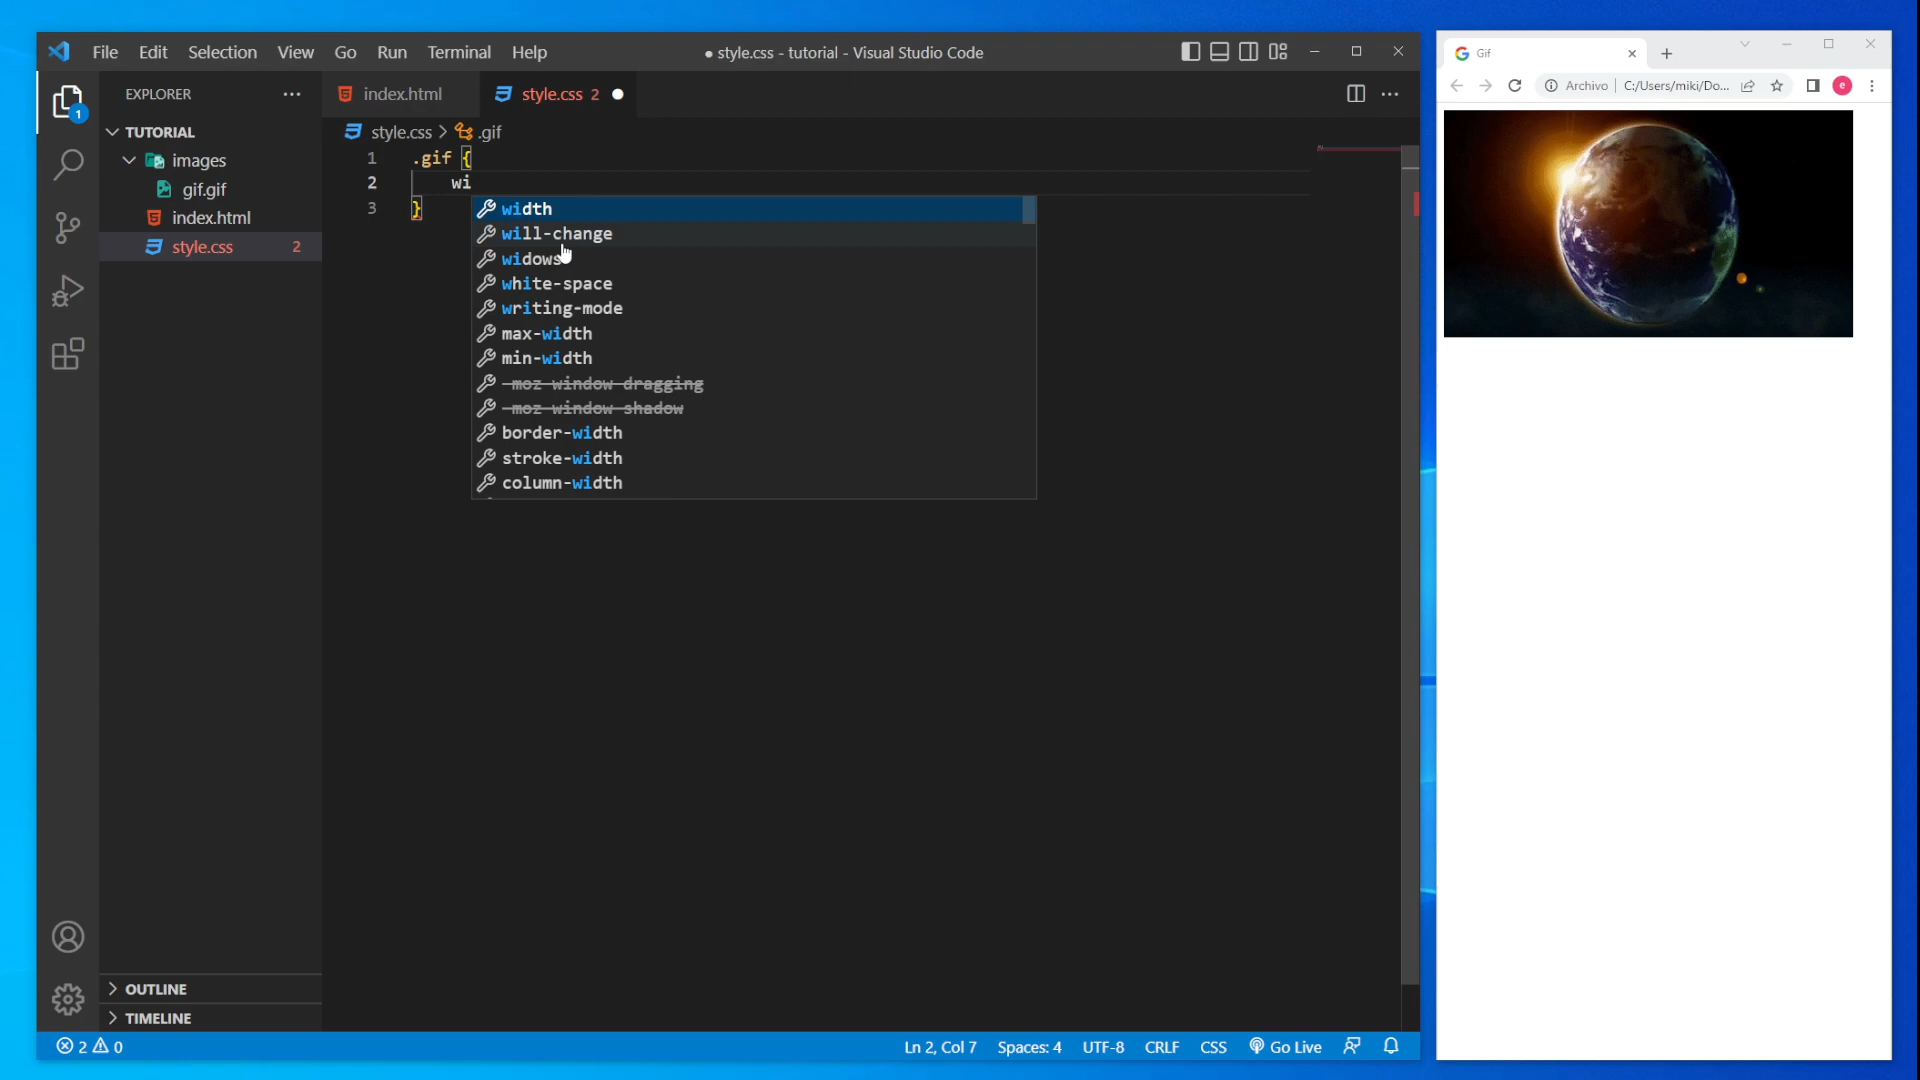 File Edit Selection View Go Run Terminal Help ● style.css - tutorial - Visual Studio Code
EXPLORER
1
TUTORIAL
images
gif.gif
index.html
style.css 2
OUTLINE
TIMELINE
index.html style.css 2 ●
style.css > .gif
1 .gif {
2 wi
3 }
width
will-change
widows
white-space
writing-mode
max-width
min-width
-moz-window-dragging
-moz-window-shadow
border-width
stroke-width
column-width
2 0 Ln 2, Col 7 Spaces: 4 UTF-8 CRLF CSS Go Live
Gif
Archivo | C:/Users/miki/Do... e